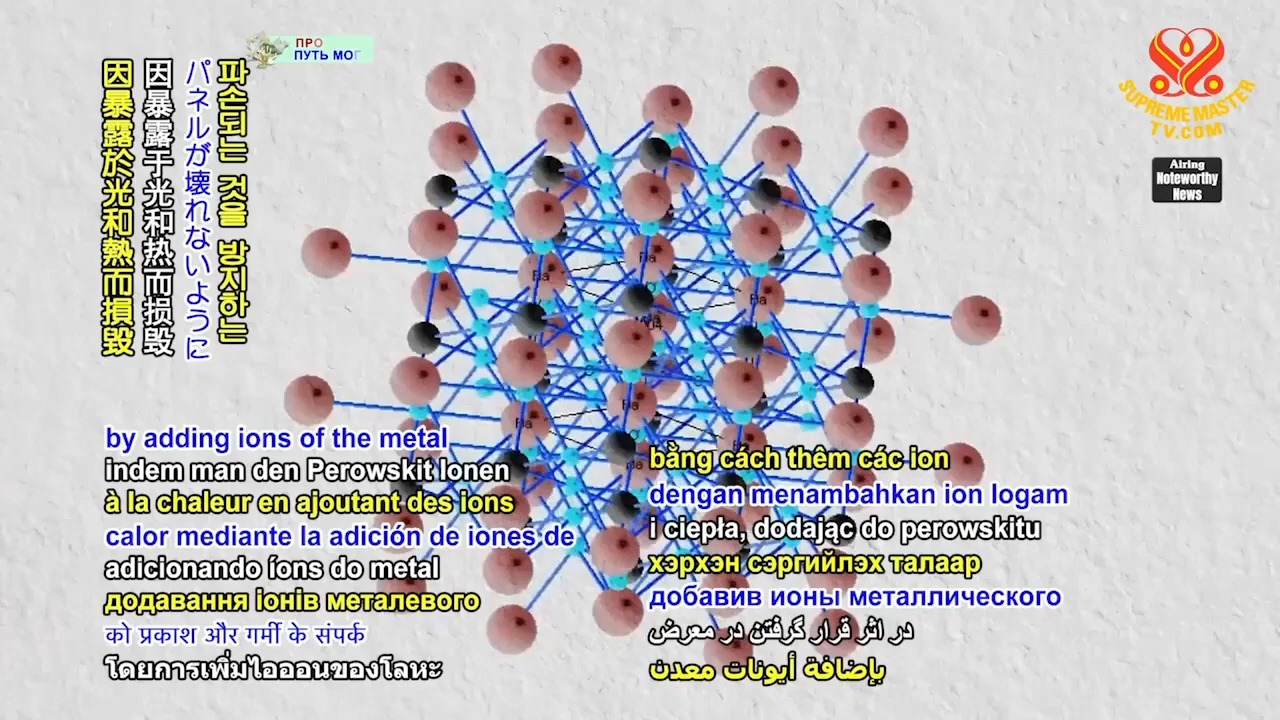 ПРО
ПУТЬ МОГ
SUPREME MASTER
TV.COM
Airing
Noteworthy
News
파손되는 것을 방지하는
パネルが壊れないように
因暴露于光和热而损毁
因暴露於光和熱而損毀
by adding ions of the metal
indem man den Perowskit Ionen
à la chaleur en ajoutant des ions
calor mediante la adición de iones de
adicionando íons do metal
додавання іонів металевого
को प्रकाश और गर्मी के संपर्क
โดยการเพิ่มไอออนของโลหะ
bằng cách thêm các ion
dengan menambahkan ion logam
i ciepła, dodając do perowskitu
хэрхэн сэргийлэх талаар
добавив ионы металлического
در اثر قرار گرفتن در معرض
بإضافة أيونات معدن
Ba
Ba
Ba
Ba
Ba